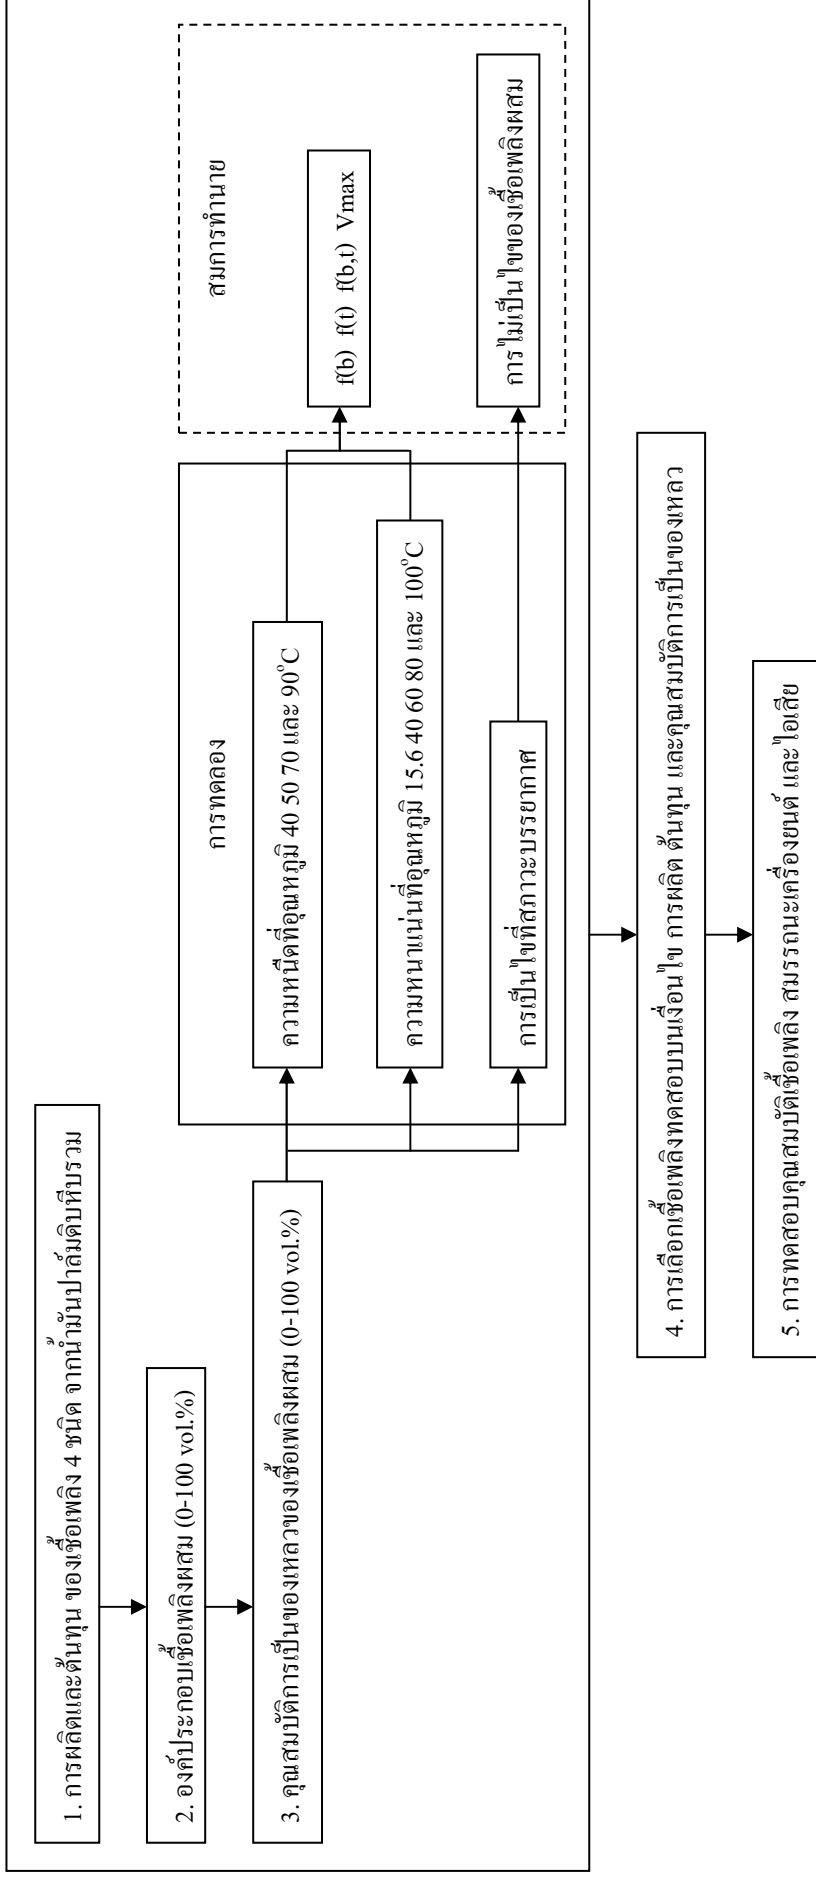 1. การผลิตและต้นทุน ของเชื้อเพลิง 4 ชนิด จากน้ำมันปาล์มดิบหีบรวม
2. องค์ประกอบเชื้อเพลิงผสม (0-100 vol.%)
3. คุณสมบัติการเป็นของเหลวของเชื้อเพลิงผสม (0-100 vol.%)
การทดลอง
ความหนืดที่อุณหภูมิ 40 50 70 และ 90°C
ความหนาแน่นที่อุณหภูมิ 15.6 40 60 80 และ 100°C
การเป็นไขที่สภาวะบรรยากาศ
สมการทำนาย
f(b) f(t) f(b,t) Vmax
การไม่เป็นไขของเชื้อเพลิงผสม
4. การเลือกเชื้อเพลิงทดสอบบนเงื่อนไข การผลิต ต้นทุน และคุณสมบัติการเป็นของเหลว
5. การทดสอบคุณสมบัติเชื้อเพลิง สมรรถนะเครื่องยนต์ และไอเสีย